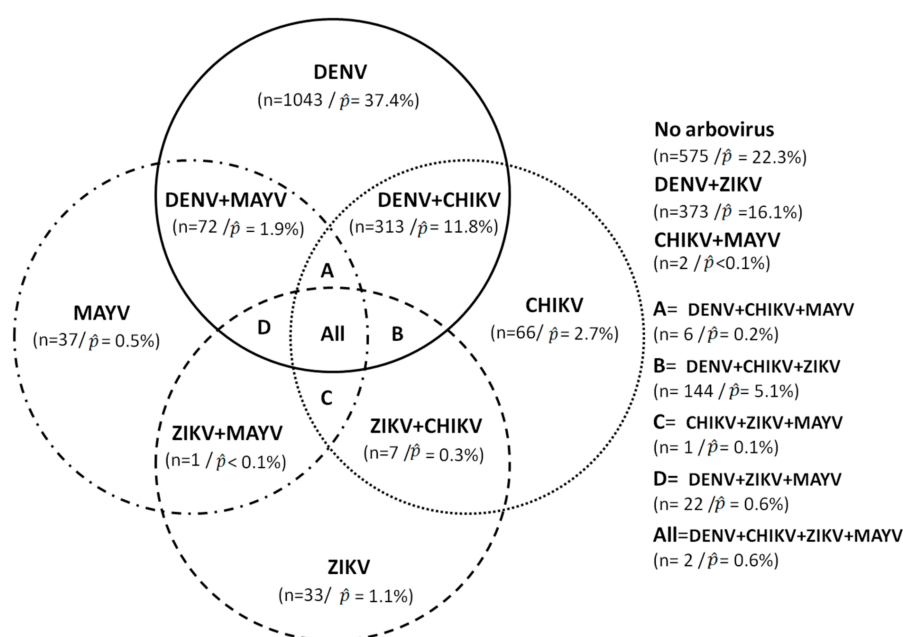 DENV
(n=1043 / p̂= 37.4%)
DENV+MAYV
(n=72 /p̂ = 1.9%)
DENV+CHIKV
(n=313 /p̂ = 11.8%)
A
MAYV
(n=37/ p̂ = 0.5%)
D
All
B
CHIKV
(n=66/ p̂ = 2.7%)
C
ZIKV+MAYV
(n=1 / p̂< 0.1%)
ZIKV+CHIKV
(n=7 /p̂ = 0.3%)
ZIKV
(n=33/ p̂ = 1.1%)
No arbovirus
(n=575 /p̂ = 22.3%)
DENV+ZIKV
(n=373 /p̂ =16.1%)
CHIKV+MAYV
(n=2 / p̂<0.1%)
A= DENV+CHIKV+MAYV
(n= 6 /p̂ = 0.2%)
B= DENV+CHIKV+ZIKV
(n= 144 / p̂= 5.1%)
C= CHIKV+ZIKV+MAYV
(n= 1 /p̂ = 0.1%)
D= DENV+ZIKV+MAYV
(n= 22 /p̂ = 0.6%)
All=DENV+CHIKV+ZIKV+MAYV
(n= 2 / p̂= 0.6%)